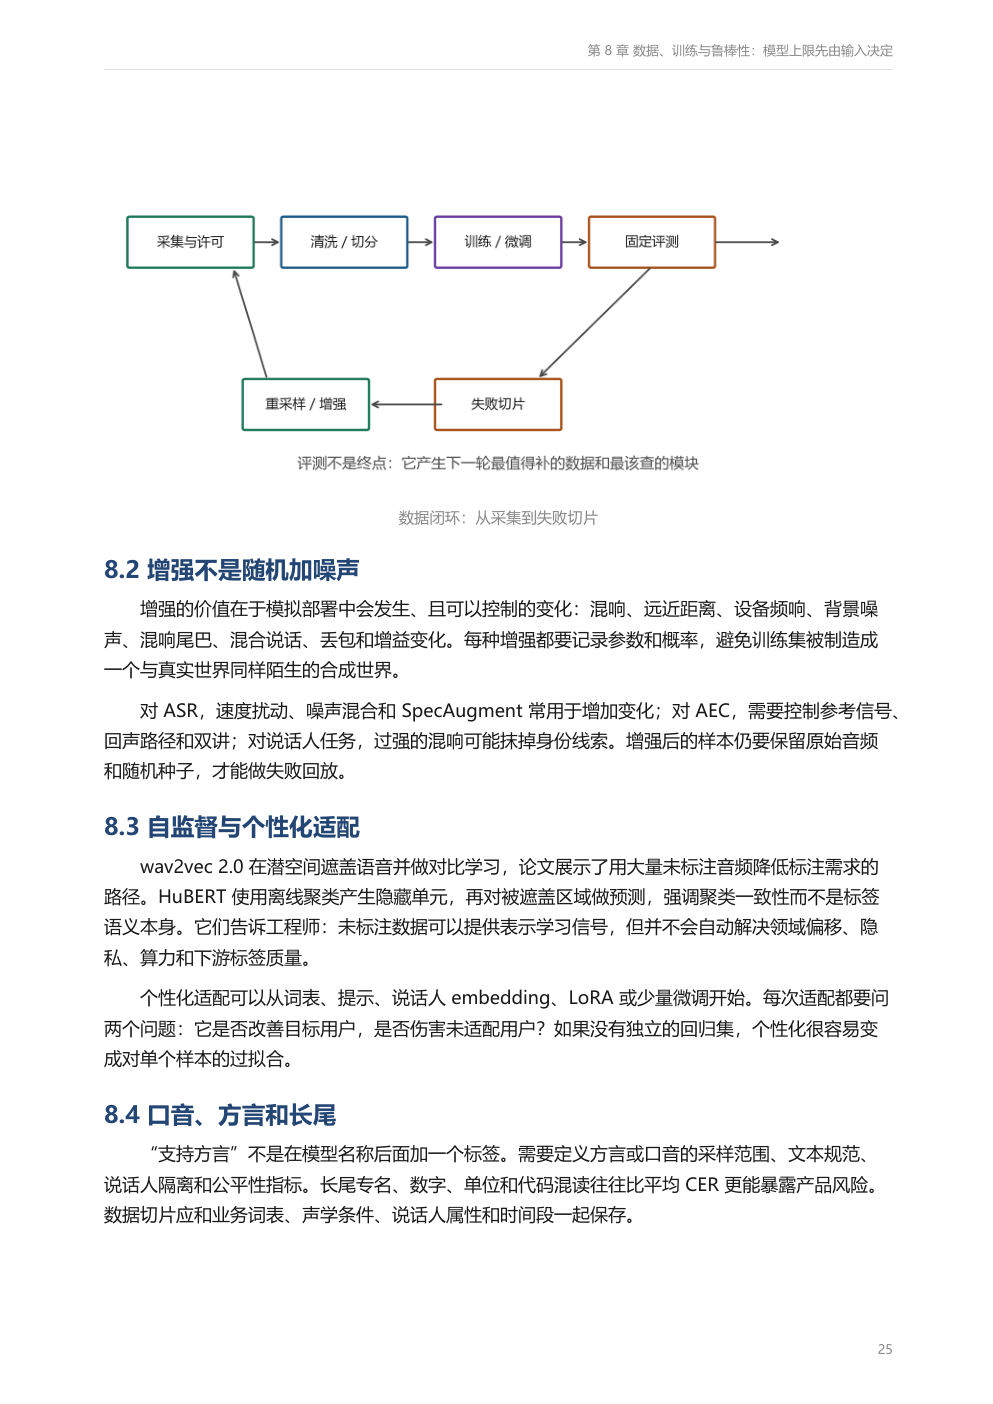 第 8 章 数据、训练与鲁棒性：模型上限先由输入决定
采集与许可
清洗 / 切分
训练 / 微调
固定评测
重采样 / 增强
失败切片
评测不是终点：它产生下一轮最值得补的数据和最该查的模块
数据闭环：从采集到失败切片
8.2 增强不是随机加噪声
增强的价值在于模拟部署中会发生、且可以控制的变化：混响、远近距离、设备频响、背景噪
声、混响尾巴、混合说话、丢包和增益变化。每种增强都要记录参数和概率，避免训练集被制造成
一个与真实世界同样陌生的合成世界。
对 ASR，速度扰动、噪声混合和 SpecAugment 常用于增加变化；对 AEC，需要控制参考信号、
回声路径和双讲；对说话人任务，过强的混响可能抹掉身份线索。增强后的样本仍要保留原始音频
和随机种子，才能做失败回放。
8.3 自监督与个性化适配
wav2vec 2.0 在潜空间遮盖语音并做对比学习，论文展示了用大量未标注音频降低标注需求的
路径。HuBERT 使用离线聚类产生隐藏单元，再对被遮盖区域做预测，强调聚类一致性而不是标签
语义本身。它们告诉工程师：未标注数据可以提供表示学习信号，但并不会自动解决领域偏移、隐
私、算力和下游标签质量。
个性化适配可以从词表、提示、说话人 embedding、LoRA 或少量微调开始。每次适配都要问
两个问题：它是否改善目标用户，是否伤害未适配用户？如果没有独立的回归集，个性化很容易变
成对单个样本的过拟合。
8.4 口音、方言和长尾
“支持方言”不是在模型名称后面加一个标签。需要定义方言或口音的采样范围、文本规范、
说话人隔离和公平性指标。长尾专名、数字、单位和代码混读往往比平均 CER 更能暴露产品风险。
数据切片应和业务词表、声学条件、说话人属性和时间段一起保存。
25